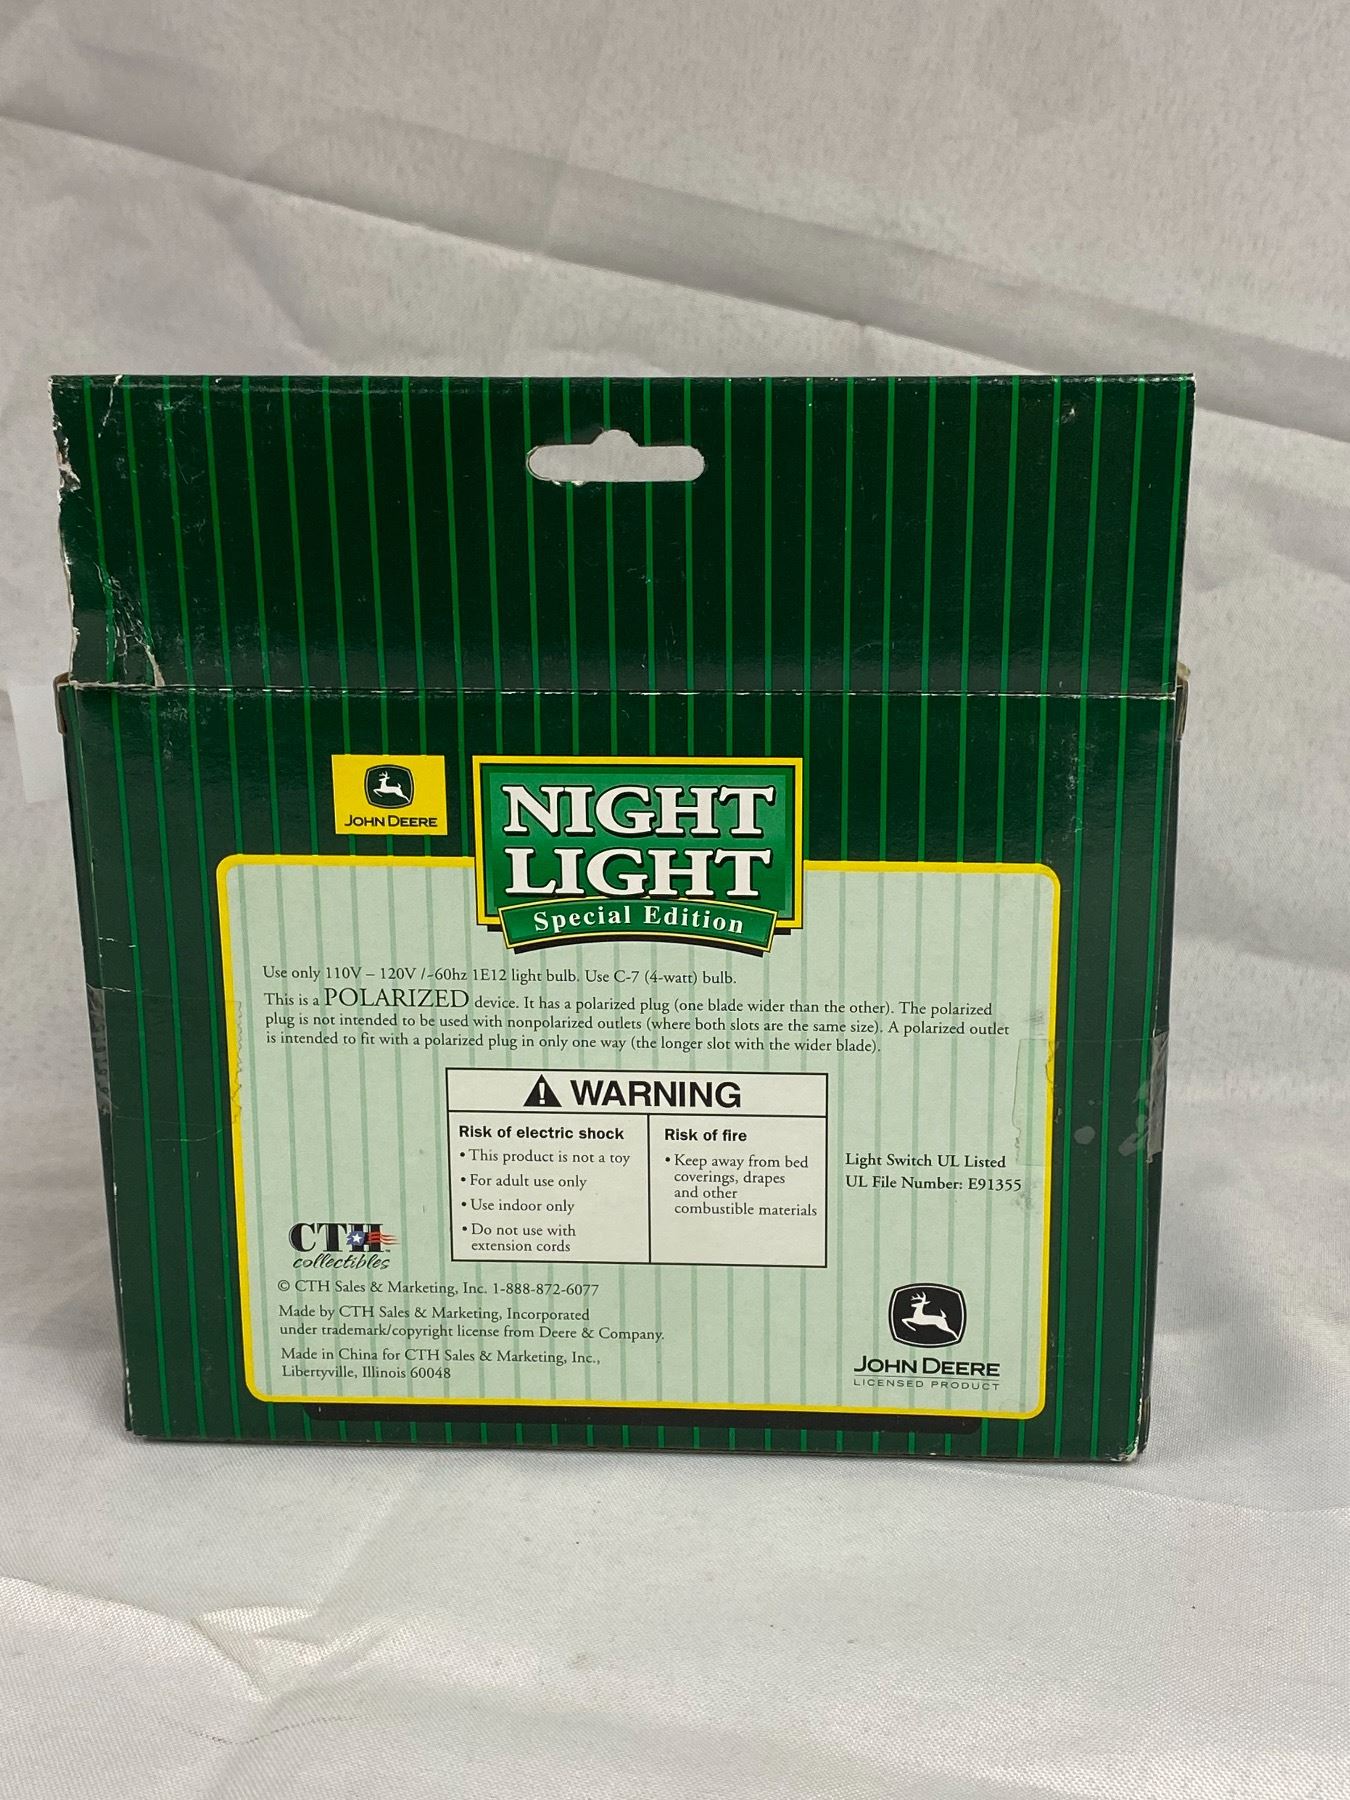 JOHN DEERE
NIGHT
LIGHT
Special Edition
Use only 110V – 120V /~60hz 1E12 light bulb. Use C-7 (4-watt) bulb.
This is a POLARIZED device. It has a polarized plug (one blade wider than the other). The polarized
plug is not intended to be used with nonpolarized outlets (where both slots are the same size). A polarized outlet
is intended to fit with a polarized plug in only one way (the longer slot with the wider blade).
WARNING
Risk of electric shock
• This product is not a toy
• For adult use only
• Use indoor only
• Do not use with
extension cords
Risk of fire
• Keep away from bed
coverings, drapes
and other
combustible materials
Light Switch UL Listed
UL File Number: E91355
CTH™
collectibles
© CTH Sales & Marketing, Inc. 1-888-872-6077
Made by CTH Sales & Marketing, Incorporated
under trademark/copyright license from Deere & Company.
Made in China for CTH Sales & Marketing, Inc.,
Libertyville, Illinois 60048
JOHN DEERE
LICENSED PRODUCT